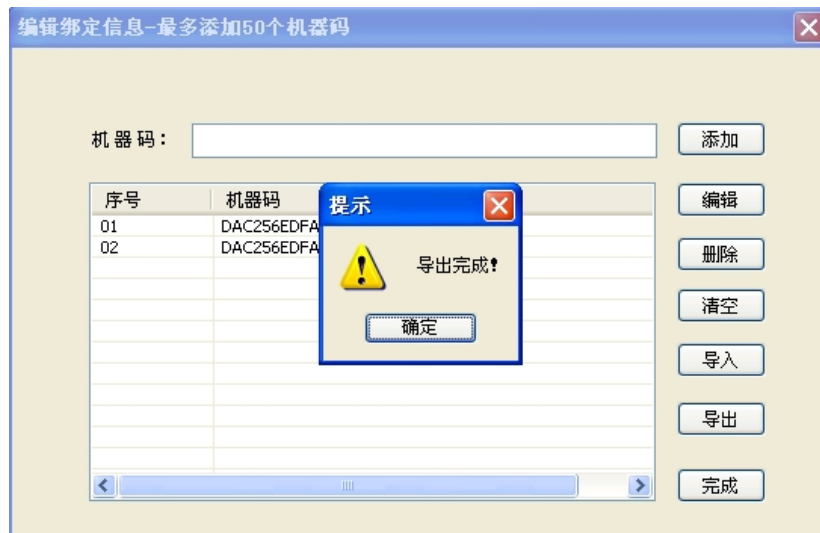 编辑绑定信息-最多添加50个机器码
机器码：
添加
序号 机器码
编辑
01 DAC256EDFA
02 DAC256EDFA
提示
导出完成!
确定
删除
清空
导入
导出
完成